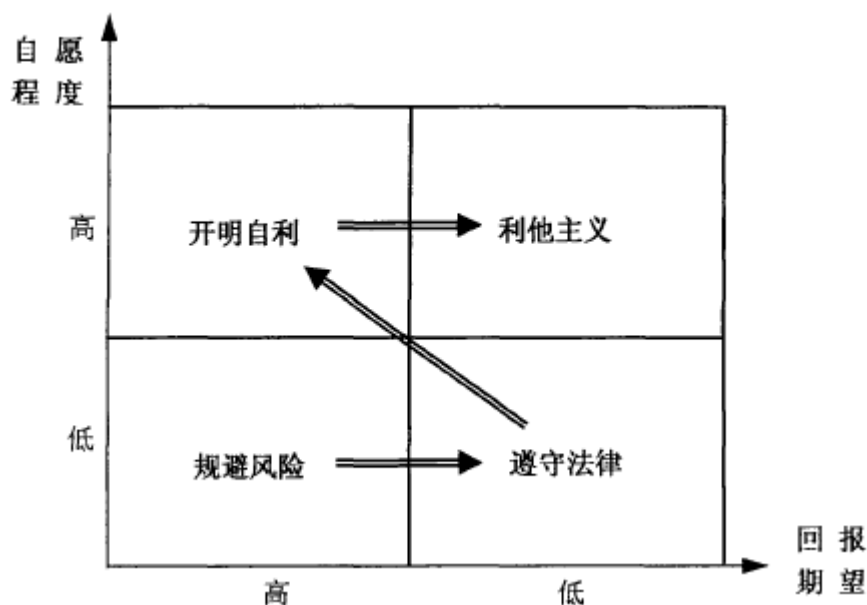 自愿
程度
高
开明自利
利他主义
低
规避风险
遵守法律
高
低
回报
期望